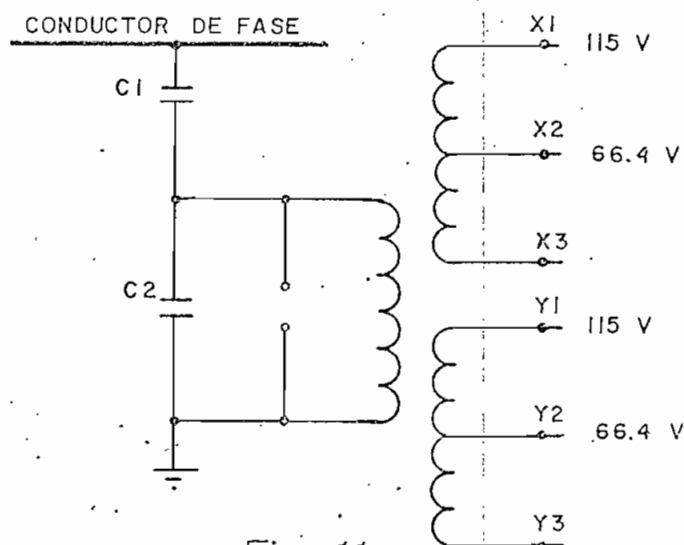 CONDUCTOR DE FASE
X1 115 V
C1
X2
66.4 V
X3
C2
Y1 115 V
Y2
66.4 V
Y3